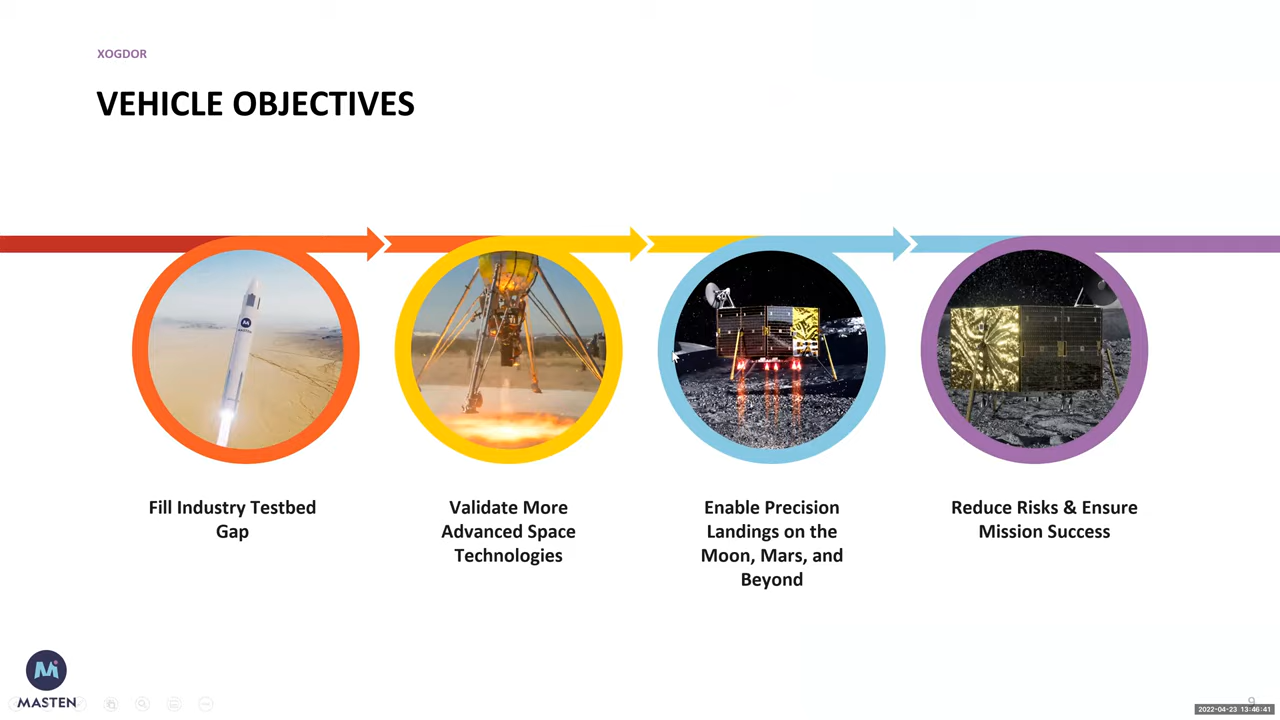 XOGDOR
VEHICLE OBJECTIVES
Fill Industry Testbed
Gap
Validate More
Advanced Space
Technologies
Enable Precision
Landings on the
Moon, Mars, and
Beyond
Reduce Risks & Ensure
Mission Success
MASTEN
9
2022-04-23 13:46:41